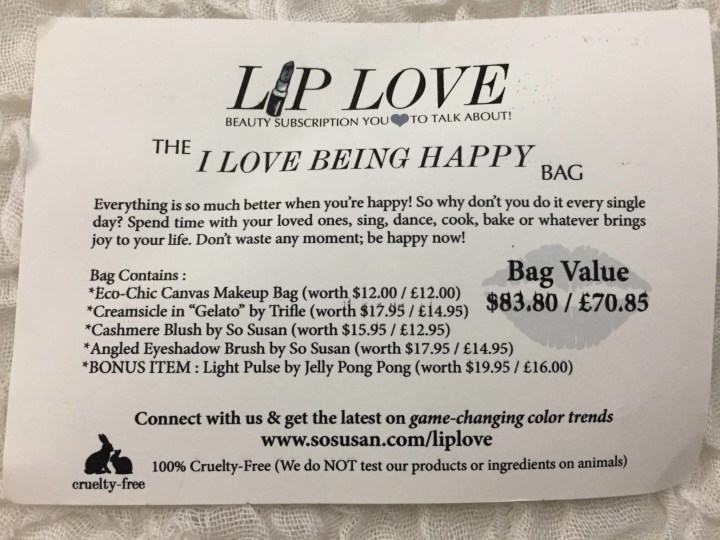 LIP LOVE
BEAUTY SUBSCRIPTION YOU TO TALK ABOUT!
THE I LOVE BEING HAPPY BAG
Everything is so much better when you're happy! So why don't you do it every single
day? Spend time with your loved ones, sing, dance, cook, bake or whatever brings
joy to your life. Don't waste any moment; be happy now!
Bag Contains :
*Eco-Chic Canvas Makeup Bag (worth $12.00 / £12.00)
*Creamsicle in "Gelato" by Trifle (worth $17.95 / £14.95)
*Cashmere Blush by So Susan (worth $15.95 / £12.95)
*Angled Eyeshadow Brush by So Susan (worth $17.95 / £14.95)
*BONUS ITEM : Light Pulse by Jelly Pong Pong (worth $19.95 / £16.00)
Bag Value
$83.80 / £70.85
Connect with us & get the latest on game-changing color trends
www.sosusan.com/liplove
100% Cruelty-Free (We do NOT test our products or ingredients on animals)
cruelty-free